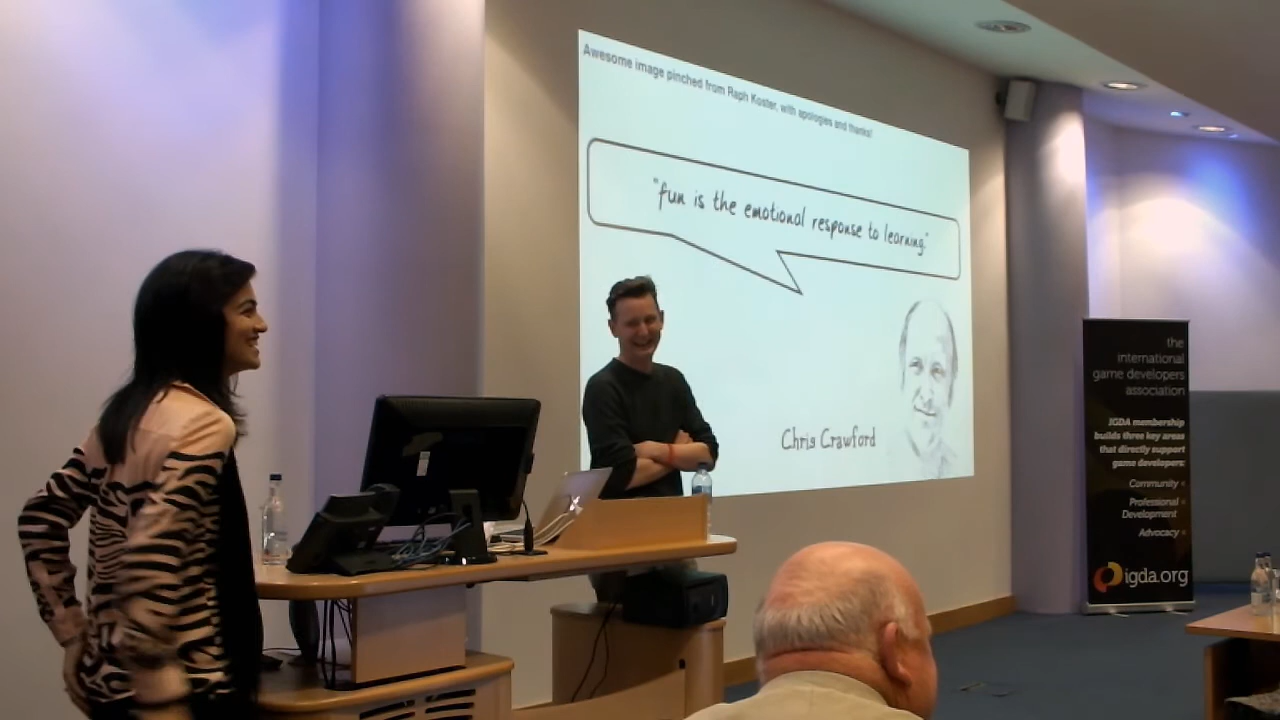 Awesome image pinched from Raph Koster, with apologies and thanks!
"fun is the emotional response to learning."
Chris Crawford
the
international
game developers
association
IGDA membership
builds three key areas
that directly support
game developers:
Community <
Professional <
Development
Advocacy <
igda.org